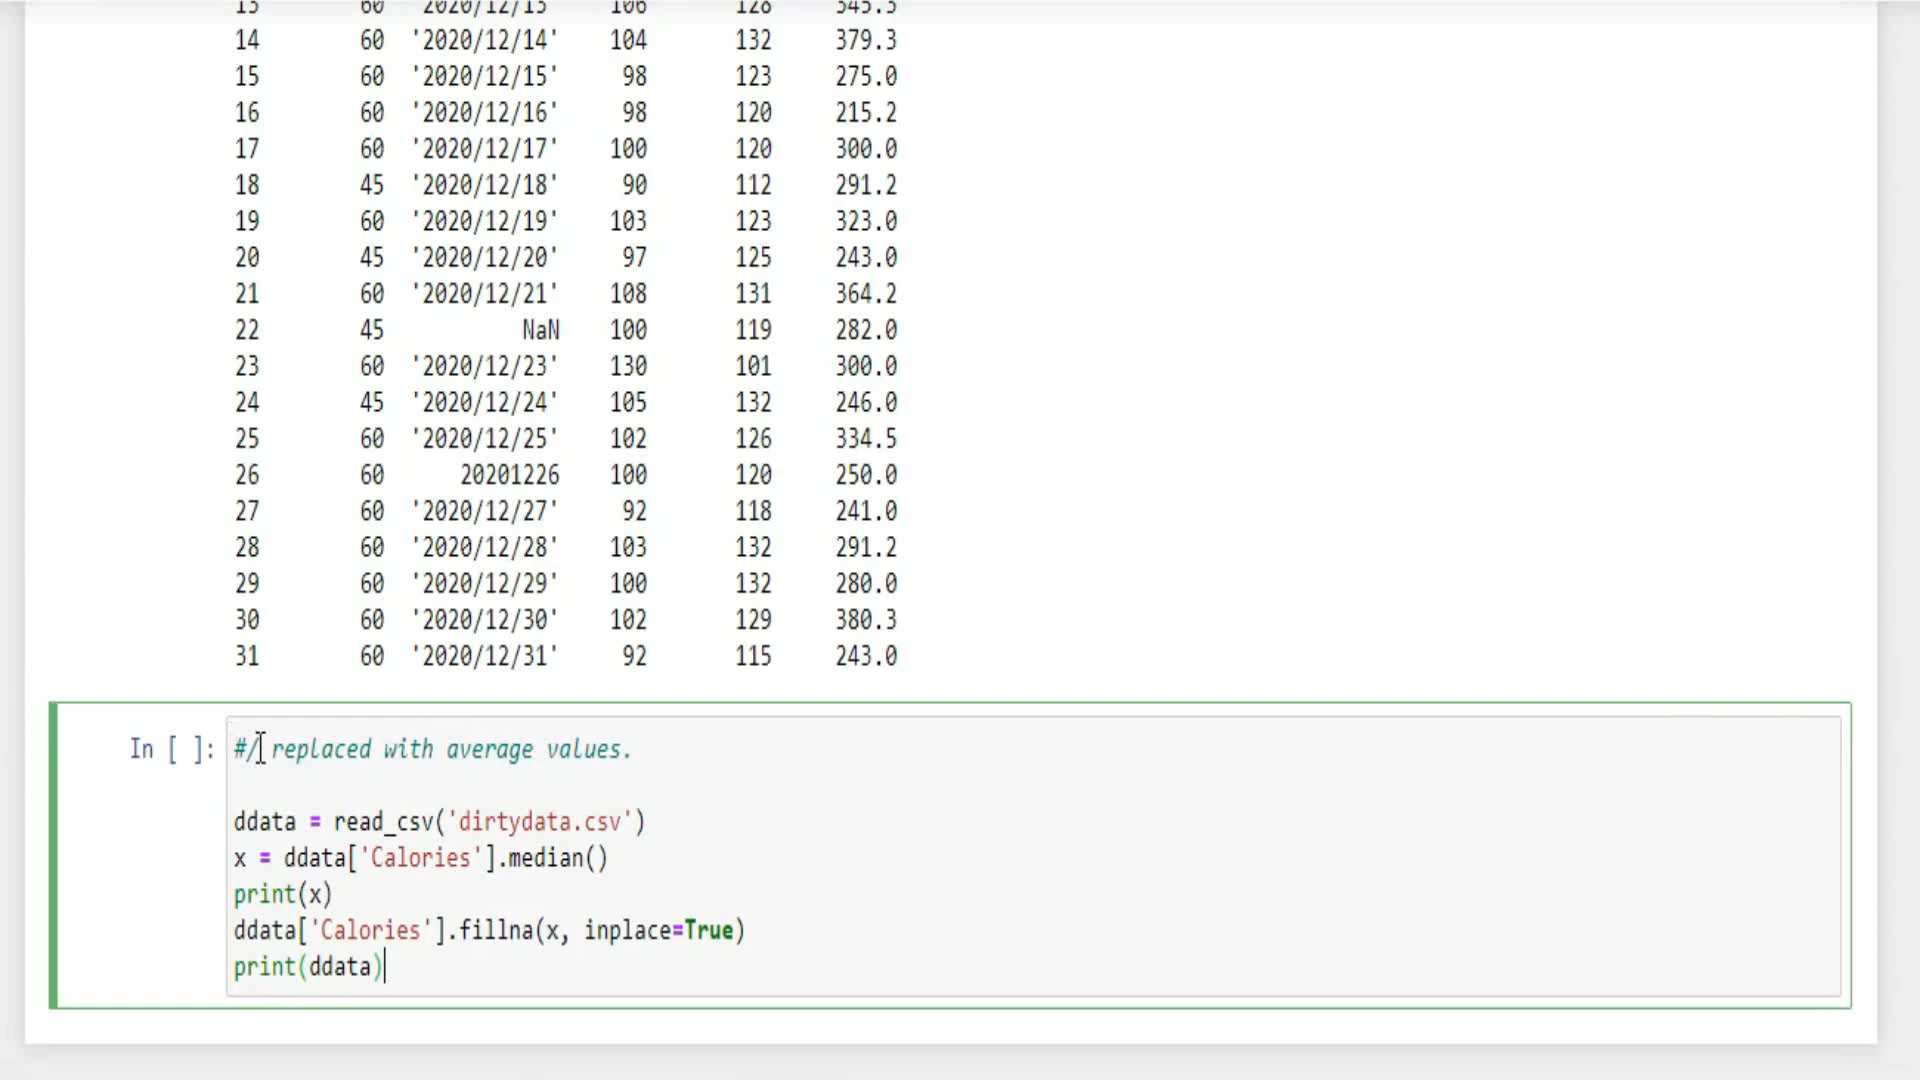 13 60 '2020/12/13' 106 128 345.3
14 60 '2020/12/14' 104 132 379.3
15 60 '2020/12/15' 98 123 275.0
16 60 '2020/12/16' 98 120 215.2
17 60 '2020/12/17' 100 120 300.0
18 45 '2020/12/18' 90 112 291.2
19 60 '2020/12/19' 103 123 323.0
20 45 '2020/12/20' 97 125 243.0
21 60 '2020/12/21' 108 131 364.2
22 45 NaN 100 119 282.0
23 60 '2020/12/23' 130 101 300.0
24 45 '2020/12/24' 105 132 246.0
25 60 '2020/12/25' 102 126 334.5
26 60 20201226 100 120 250.0
27 60 '2020/12/27' 92 118 241.0
28 60 '2020/12/28' 103 132 291.2
29 60 '2020/12/29' 100 132 280.0
30 60 '2020/12/30' 102 129 380.3
31 60 '2020/12/31' 92 115 243.0
In [ ]: #/ replaced with average values.
ddata = read_csv('dirtydata.csv')
x = ddata['Calories'].median()
print(x)
ddata['Calories'].fillna(x, inplace=True)
print(ddata)